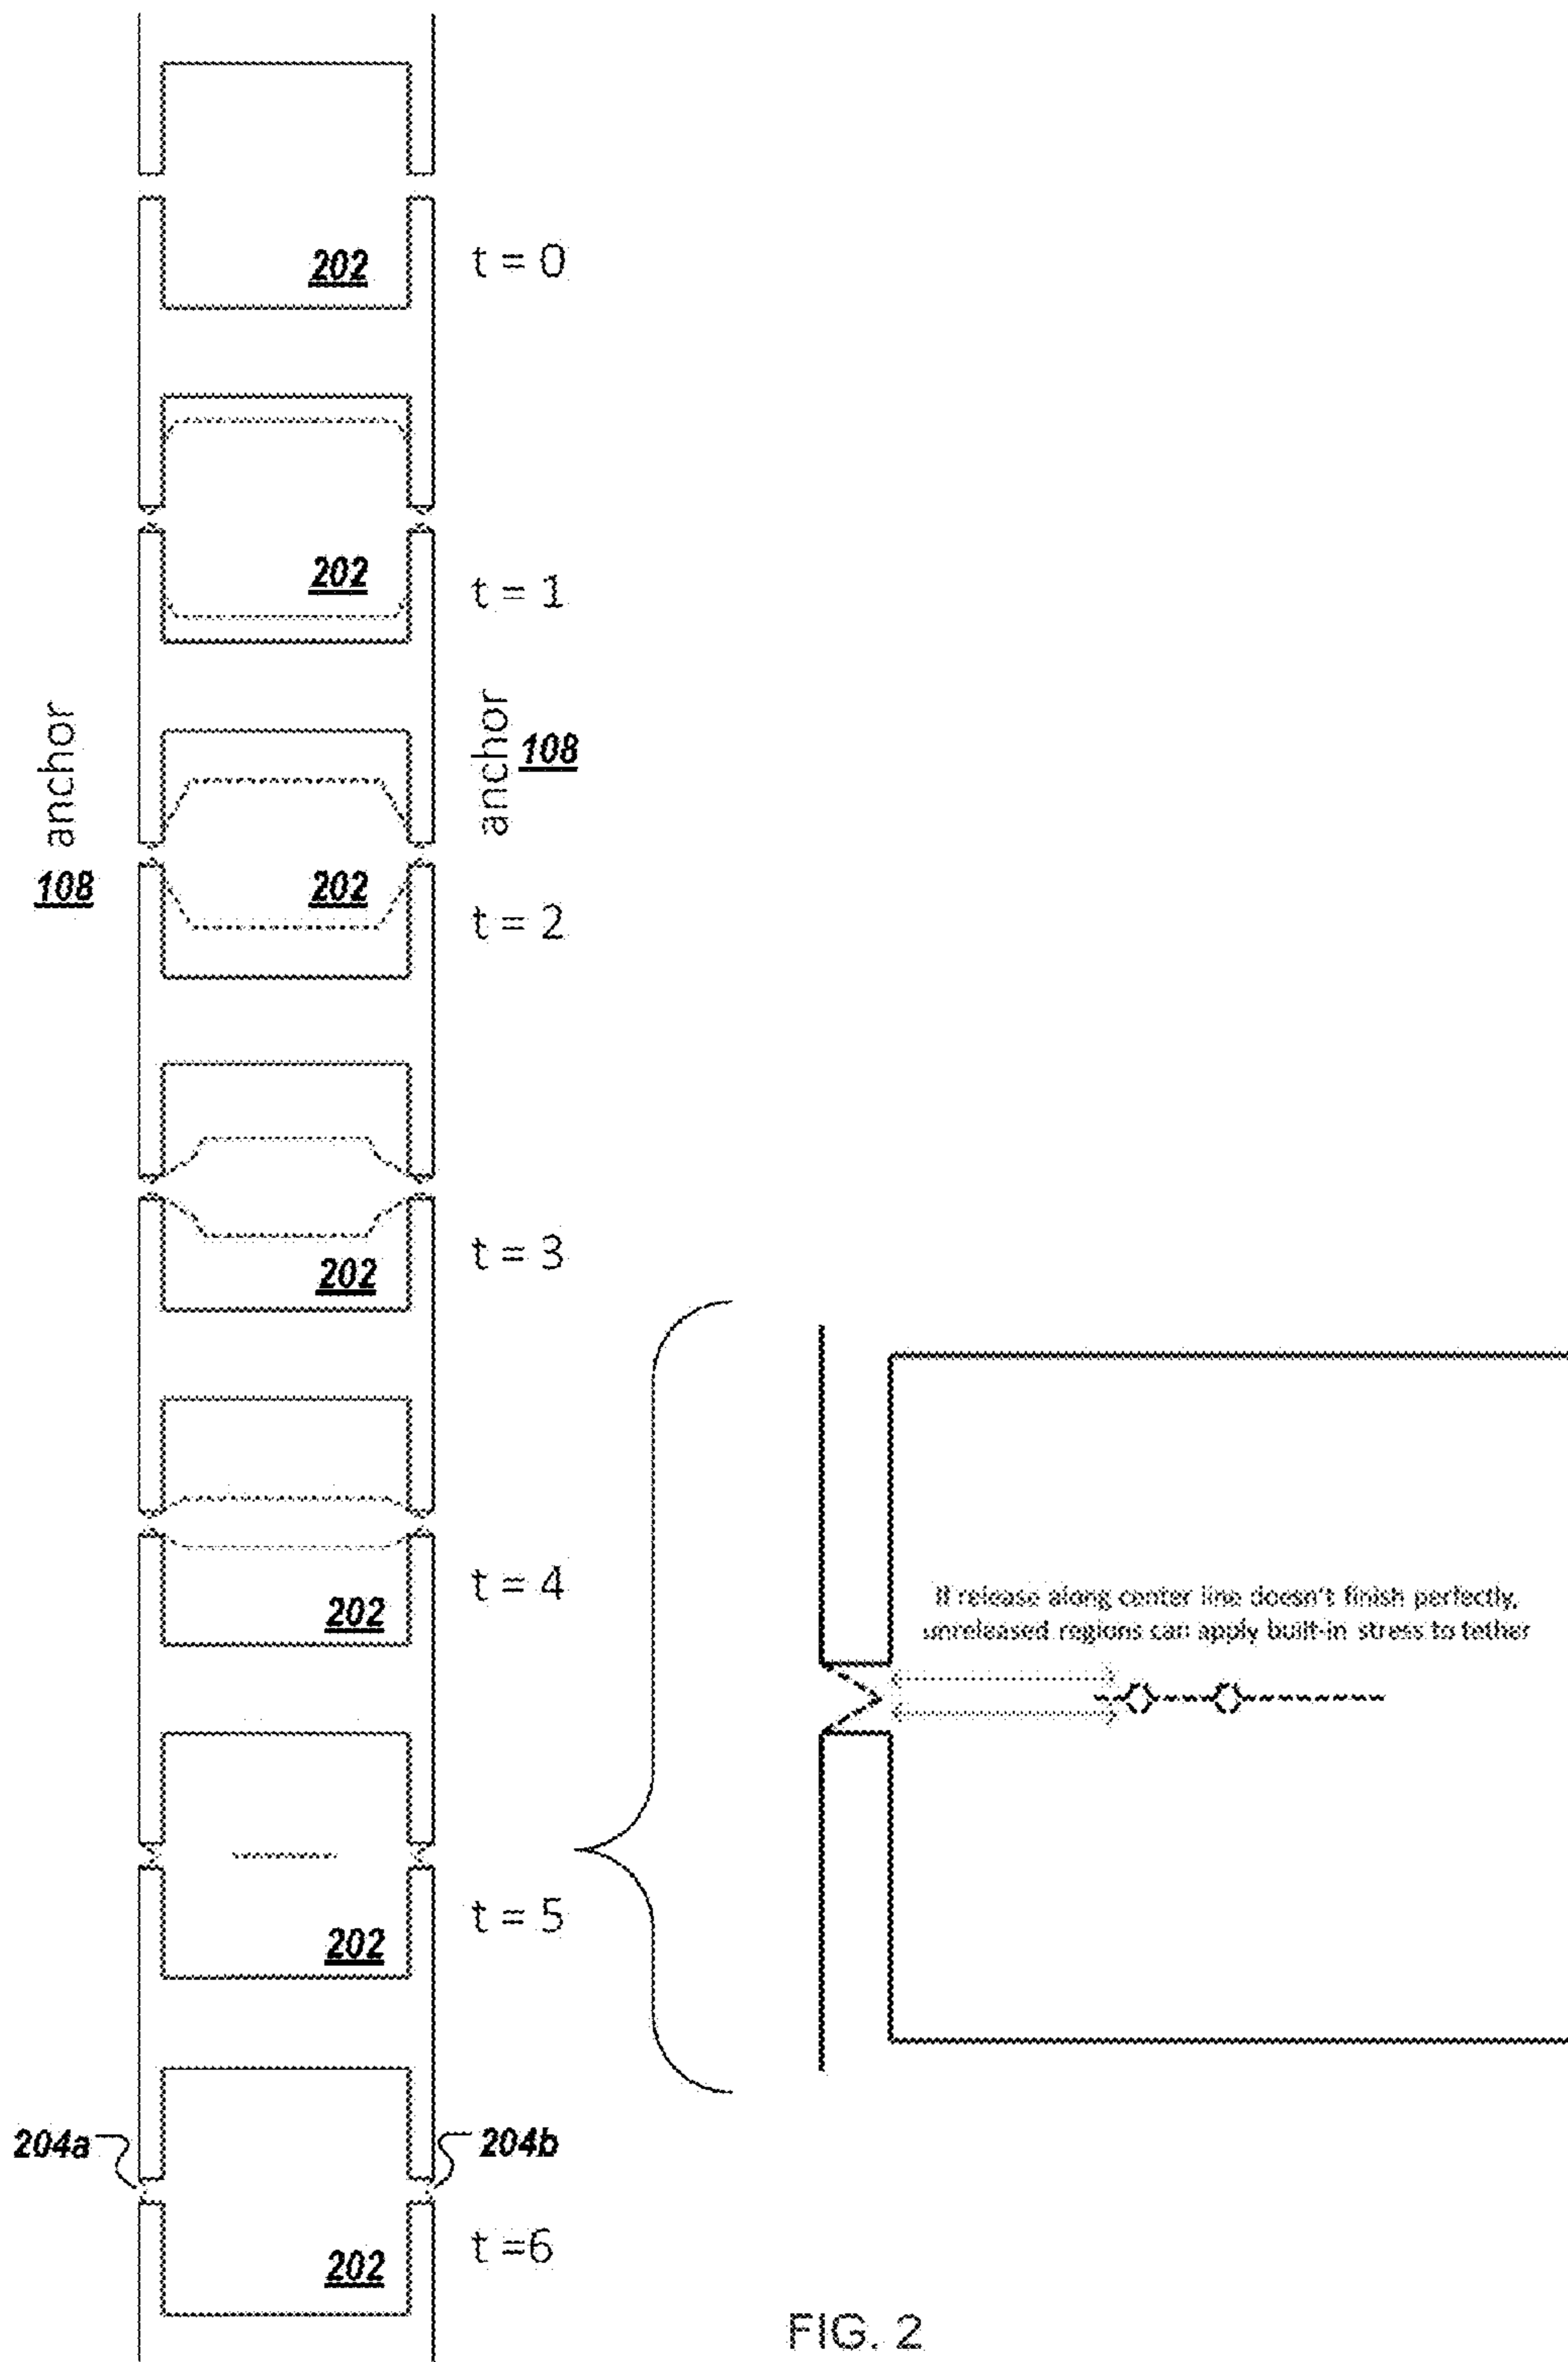 202
t = 0
202
t = 1
anchor
108
anchor
108
202
t = 2
202
t = 3
202
t = 4
If release along center line doesn't finish perfectly,
unreleased regions can apply built-in stress to tether
202
t = 5
204a
204b
202
t =6
FIG. 2